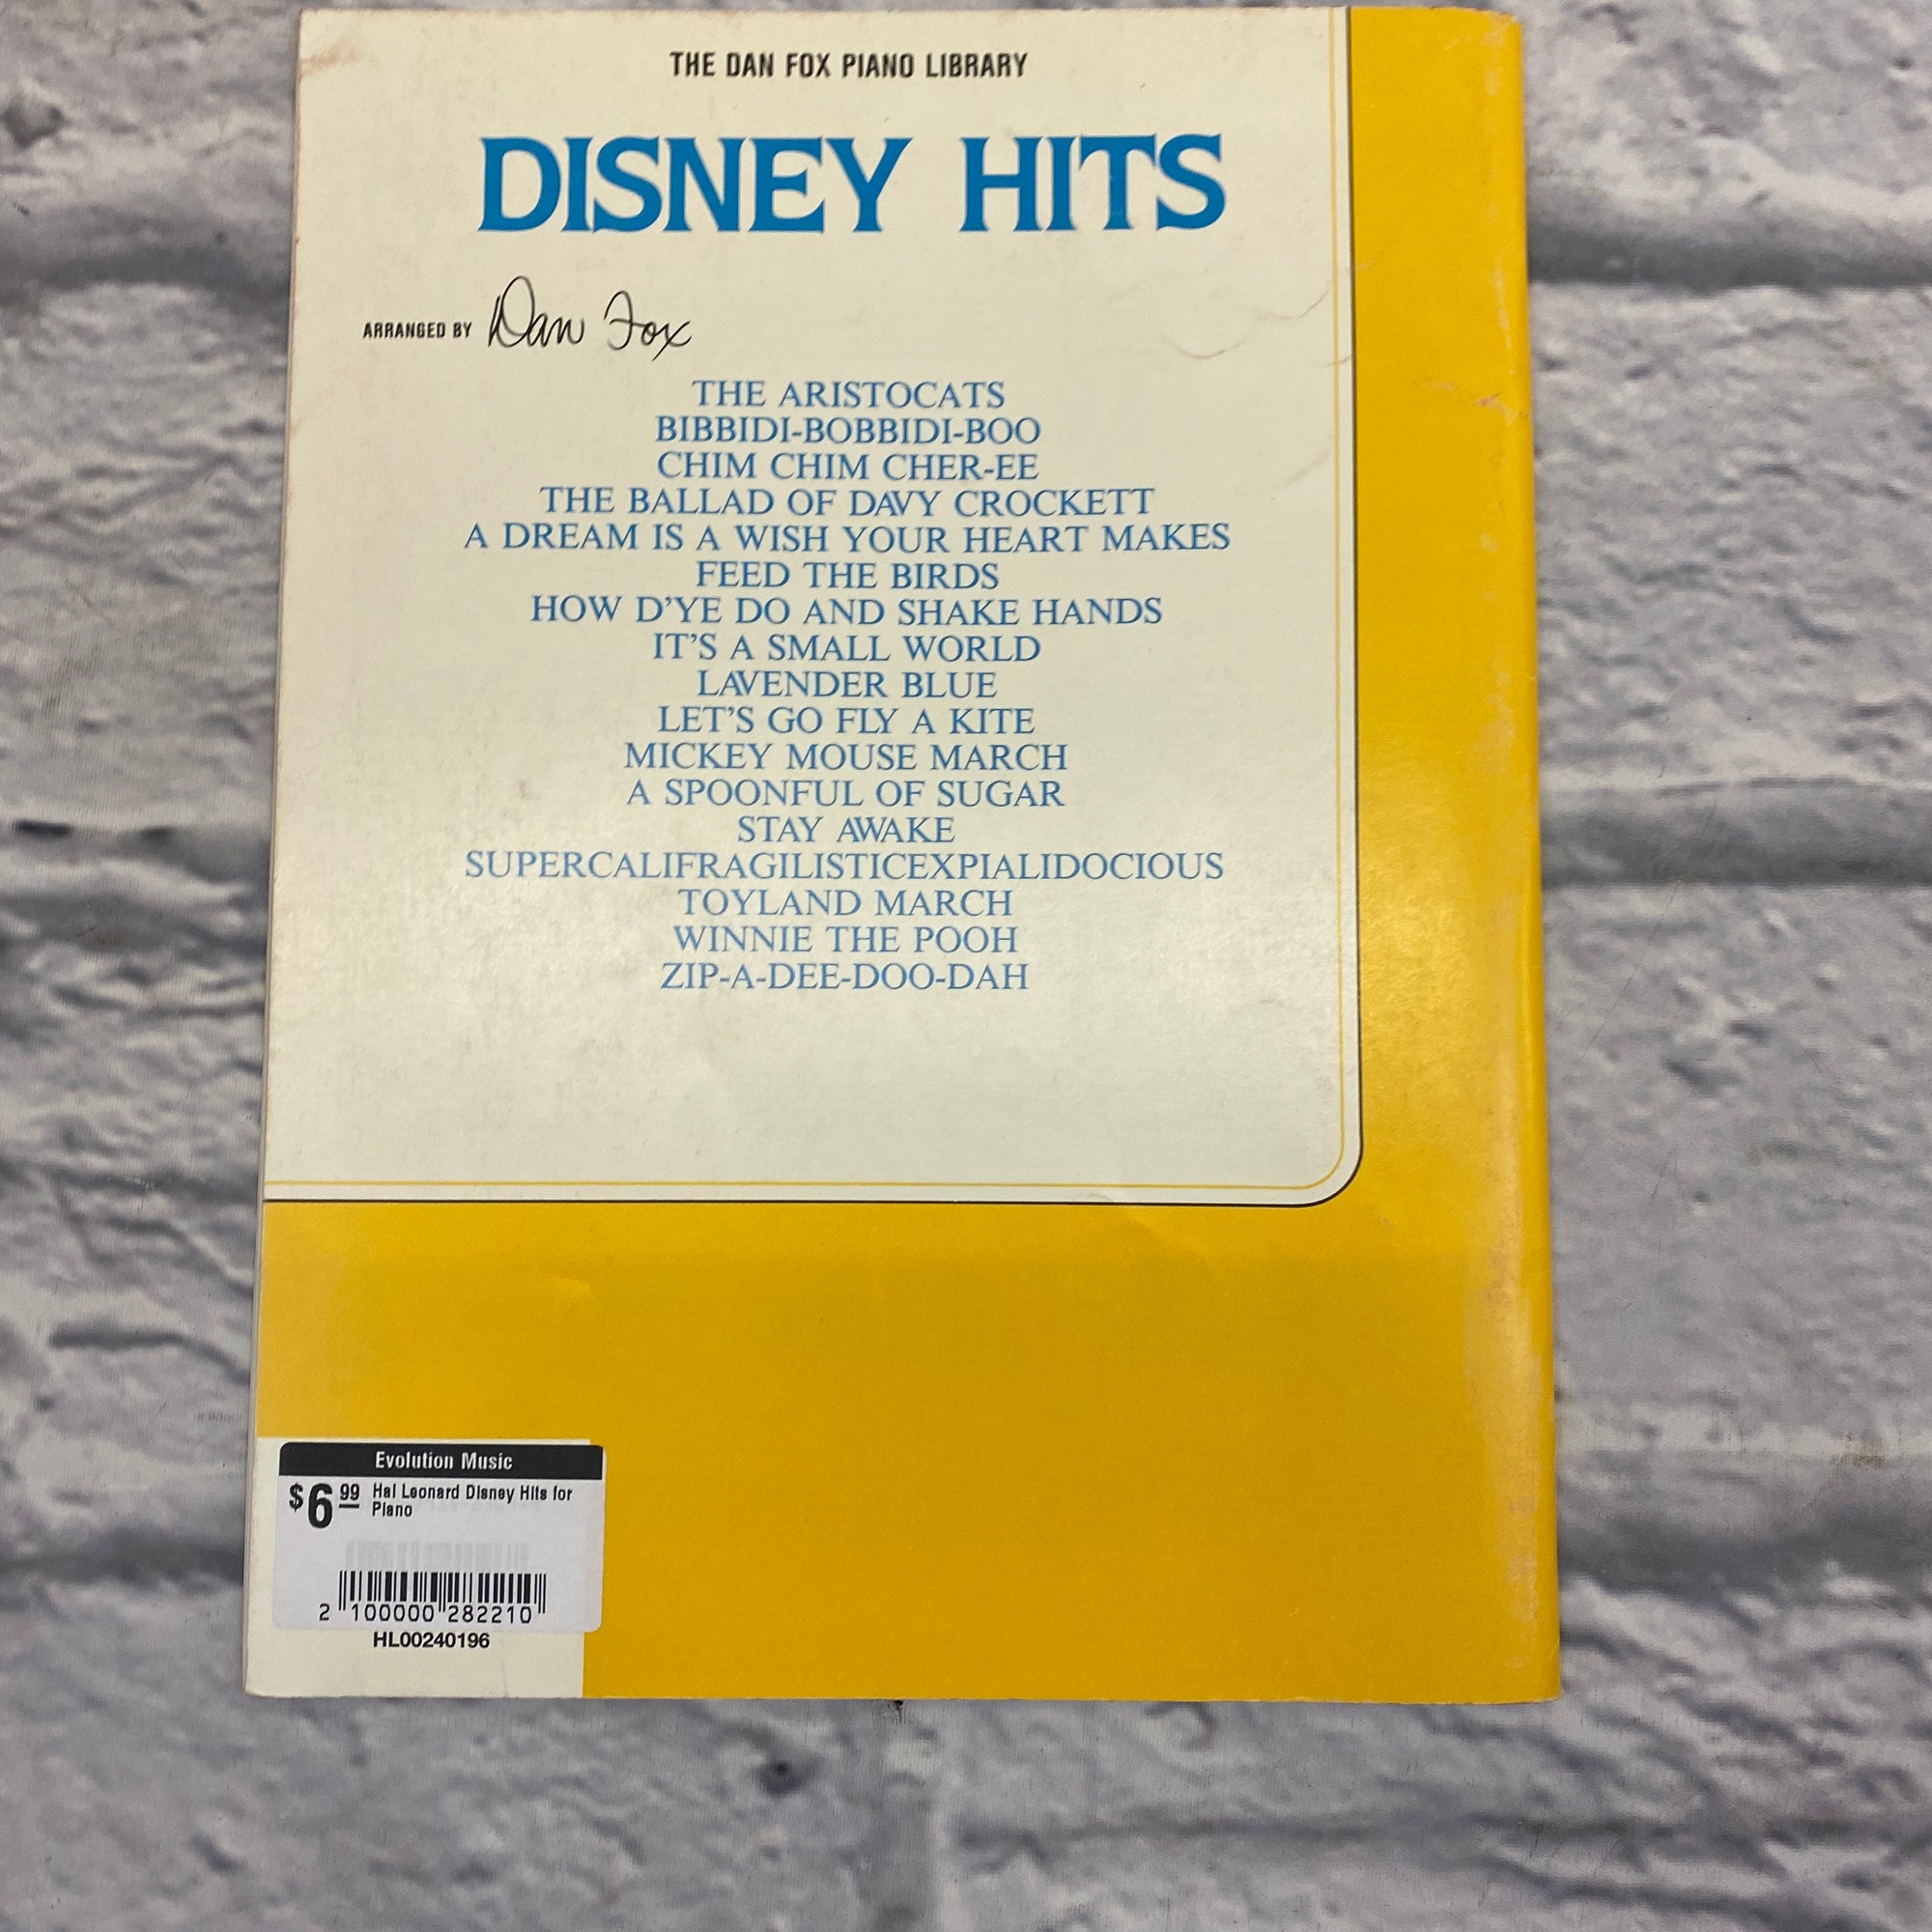 THE DAN FOX PIANO LIBRARY
DISNEY HITS
ARRANGED BY Dan Fox
THE ARISTOCATS
BIBBIDI-BOBBIDI-BOO
CHIM CHIM CHER-EE
THE BALLAD OF DAVY CROCKETT
A DREAM IS A WISH YOUR HEART MAKES
FEED THE BIRDS
HOW D'YE DO AND SHAKE HANDS
IT'S A SMALL WORLD
LAVENDER BLUE
LET'S GO FLY A KITE
MICKEY MOUSE MARCH
A SPOONFUL OF SUGAR
STAY AWAKE
SUPERCALIFRAGILISTICEXPIALIDOCIOUS
TOYLAND MARCH
WINNIE THE POOH
ZIP-A-DEE-DOO-DAH
Evolution Music
$6 99 Hal Leonard Disney Hits for
Piano
2 100000 282210
HL00240196